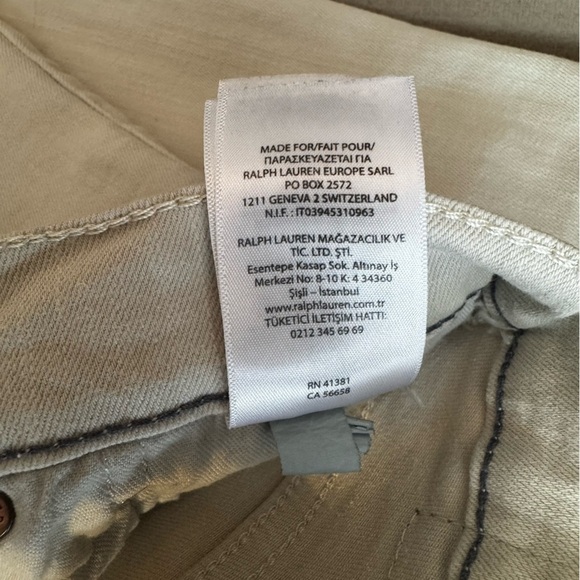 MADE FOR/FAIT POUR/
ΠΑΡΑΣΚΕΥΑΖΕΤΑΙ ΓΙΑ
RALPH LAUREN EUROPE SARL
PO BOX 2572
1211 GENEVA 2 SWITZERLAND
N.I.F. : IT03945310963
RALPH LAUREN MAĞAZACILIK VE
TİC. LTD. ŞTİ.
Esentepe Kasap Sok. Altınay İş
Merkezi No: 8-10 K: 4 34360
Şişli – İstanbul
www.ralphlauren.com.tr
TÜKETİCİ İLETİŞİM HATTI:
0212 345 69 69
RN 41381
CA 56658